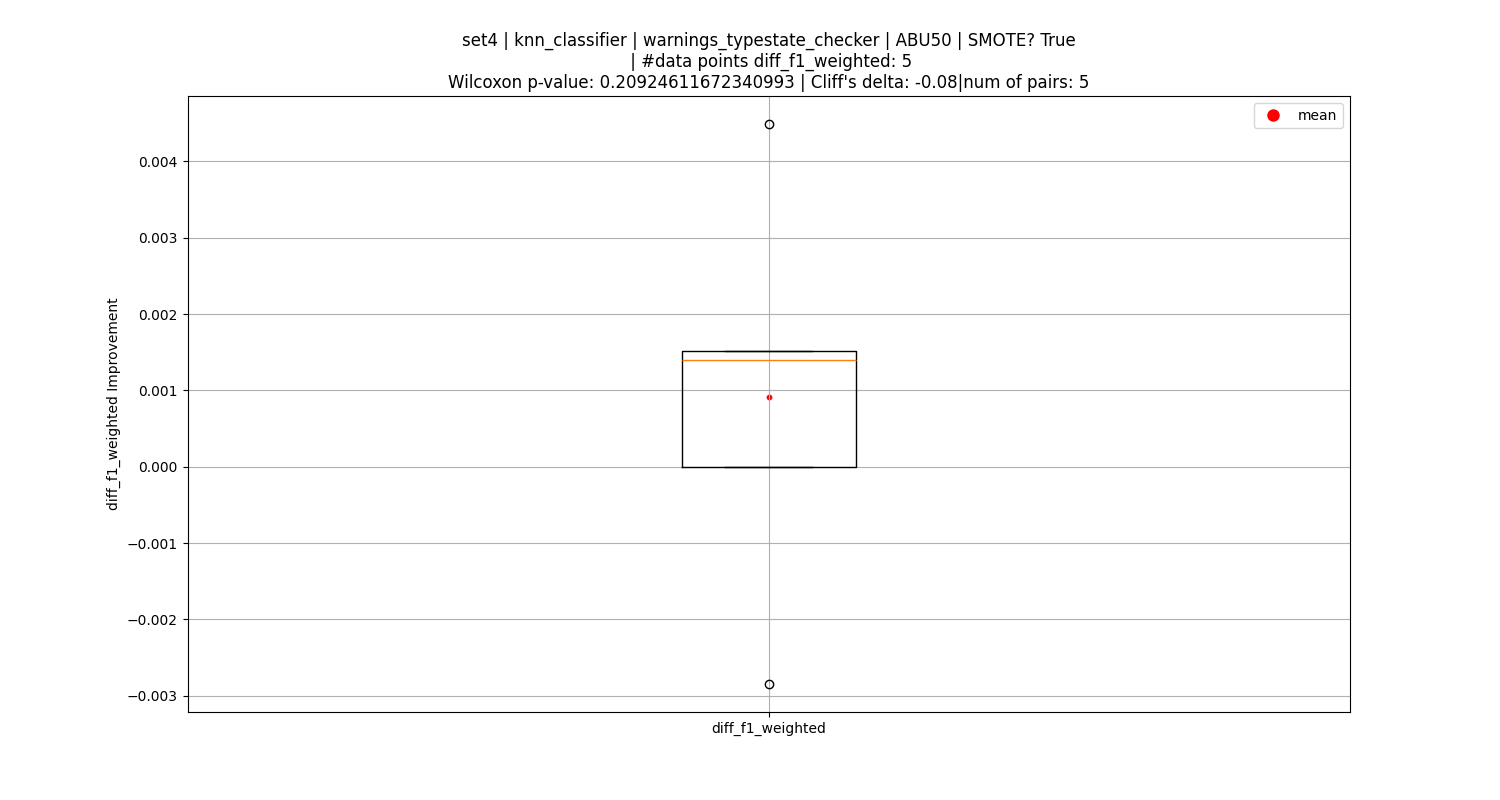 set4 | knn_classifier | warnings_typestate_checker | ABU50 | SMOTE? True
| #data points diff_f1_weighted: 5
Wilcoxon p-value: 0.20924611672340993 | Cliff's delta: -0.08|num of pairs: 5
mean
0.004
0.003
0.002
0.001
0.000
−0.001
−0.002
−0.003
diff_f1_weighted Improvement
diff_f1_weighted